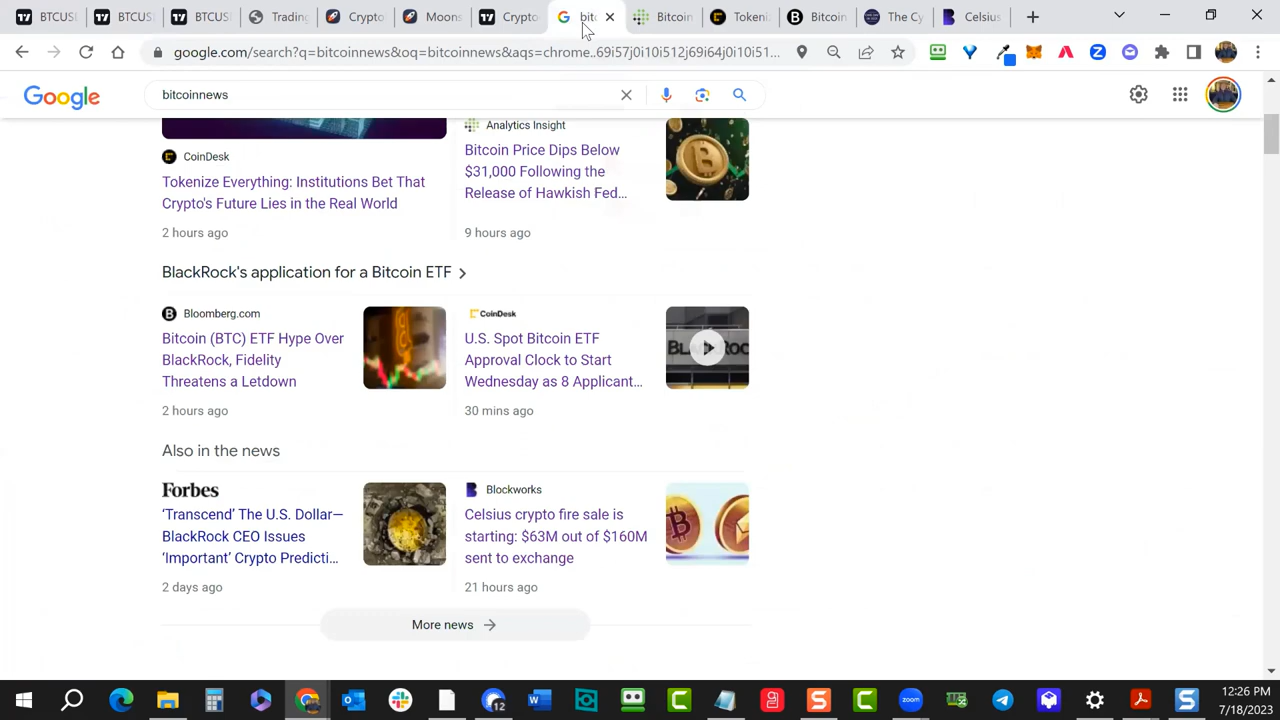 BTCUS
BTCUS
BTCUS
Trading
Crypto
Moons
Crypto
bitc
Bitcoin
Tokeni
Bitcoin
The Cy
Celsius
google.com/search?q=bitcoinnews&oq=bitcoinnews&aqs=chrome..69i57j0i10i512j69i64j0i10i51...
Google
bitcoinnews
CoinDesk
Tokenize Everything: Institutions Bet That
Crypto's Future Lies in the Real World
2 hours ago
Analytics Insight
Bitcoin Price Dips Below
$31,000 Following the
Release of Hawkish Fed...
9 hours ago
BlackRock's application for a Bitcoin ETF
Bloomberg.com
Bitcoin (BTC) ETF Hype Over
BlackRock, Fidelity
Threatens a Letdown
2 hours ago
CoinDesk
U.S. Spot Bitcoin ETF
Approval Clock to Start
Wednesday as 8 Applicant...
30 mins ago
Also in the news
Forbes
‘Transcend’ The U.S. Dollar—
BlackRock CEO Issues
‘Important’ Crypto Predicti...
2 days ago
Blockworks
Celsius crypto fire sale is
starting: $63M out of $160M
sent to exchange
21 hours ago
More news
12
12:26 PM
7/18/2023